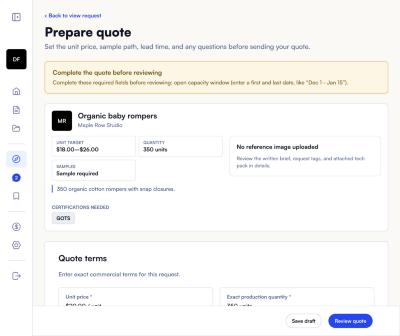 ‹ Back to view request
Prepare quote
Set the unit price, sample path, lead time, and any questions before sending your quote.
Complete the quote before reviewing
Complete these required fields before review: open capacity window (enter a first and last date, like "Dec 1 - Jan 15").
DF
MR
Organic baby rompers
Maple Row Studio
UNIT TARGET
$18.00—$26.00
QUANTITY
350 units
SAMPLES
Sample required
No reference image uploaded
Review the written brief, request tags, and attached tech
pack in details.
350 organic cotton rompers with snap closures.
CERTIFICATIONS NEEDED
GOTS
Quote terms
Enter exact commercial terms for this request.
Unit price *
Exact production quantity *
350 units
Save draft
Review quote